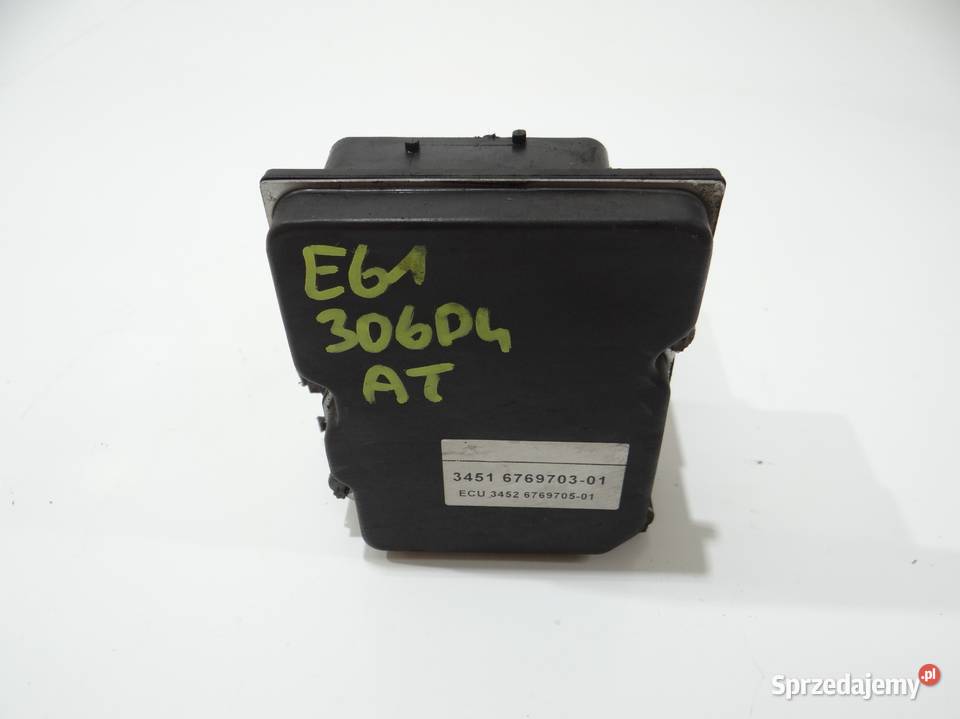 E61
306D4
AT
3451 6769703-01
ECU 3452 6769705-01
Sprzedajemy.pl